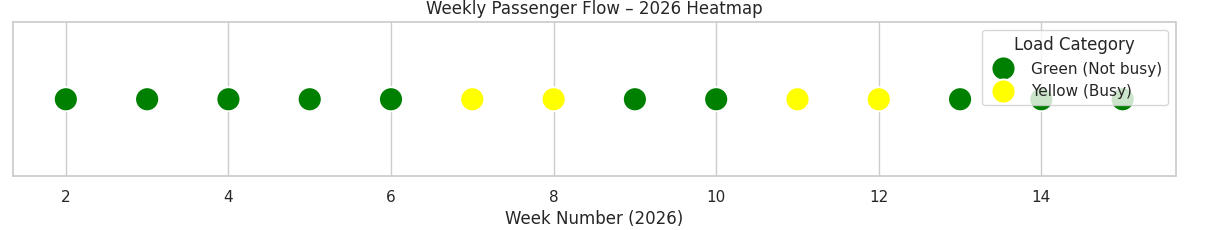 Weekly Passenger Flow – 2026 Heatmap
Load Category
Green (Not busy)
Yellow (Busy)
2 4 6 8 10 12 14
Week Number (2026)